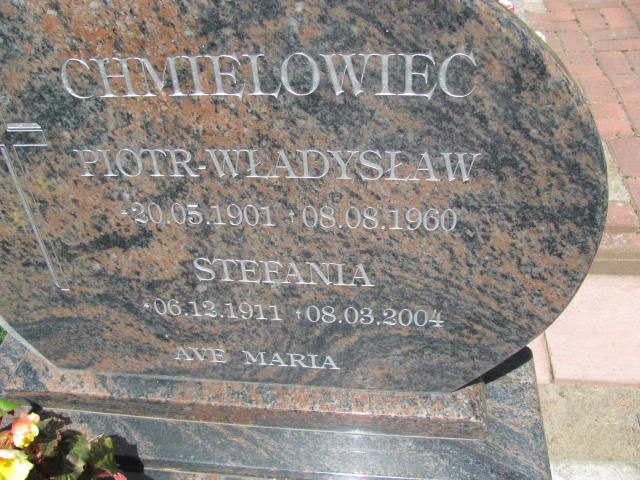 CHMIELOWIEC
PIOTR-WŁADYSŁAW
*20.05.1901 †08.08.1960
STEFANIA
*06.12.1911 †08.03.2004
AVE MARIA